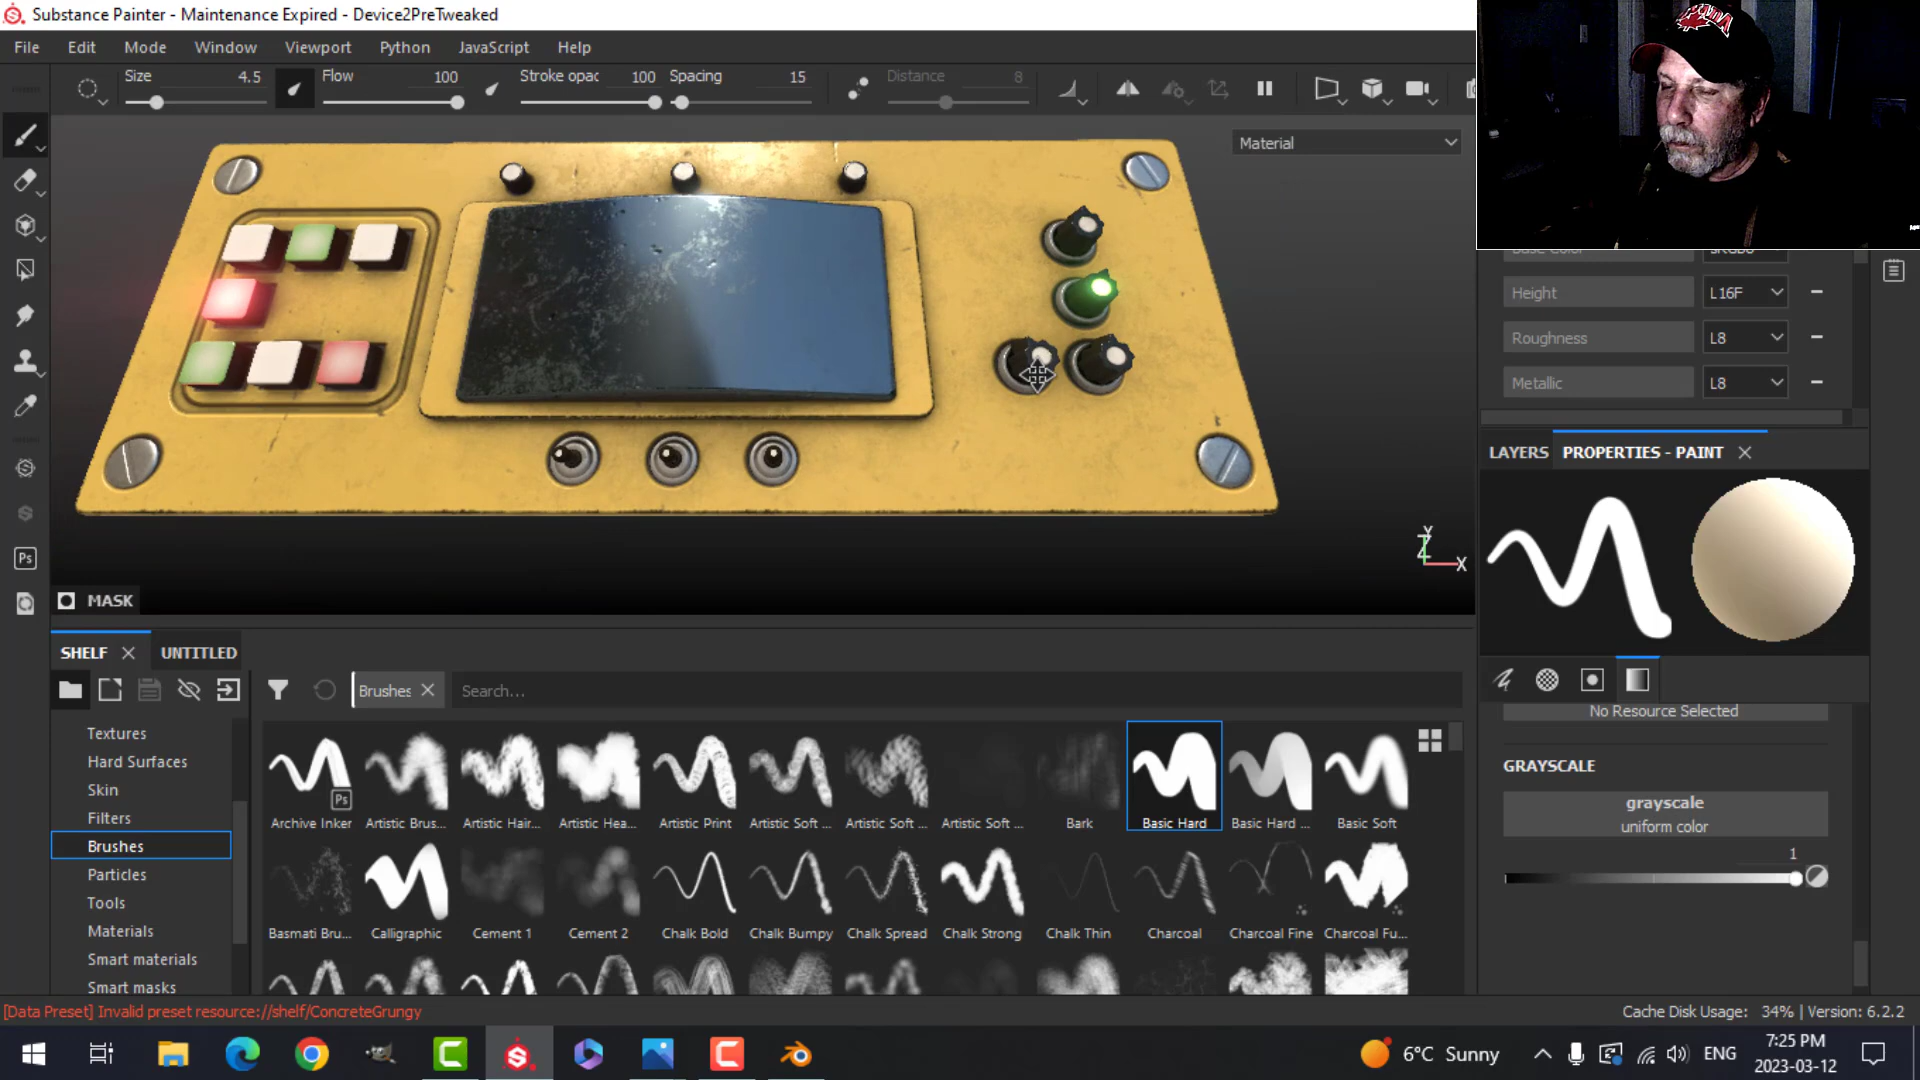 Substance Painter - Maintenance Expired - Device2PreTweaked
File Edit Mode Window Viewport Python JavaScript Help
Size 4.5 Flow 100 Stroke opac 100 Spacing 15 Distance 8
Material
Height L16F
Roughness L8
Metallic L8
LAYERS PROPERTIES - PAINT
Y
Z
X
MASK
SHELF UNTITLED
Brushes Search...
No Resource Selected
GRAYSCALE
grayscale
uniform color
1
Textures
Hard Surfaces
Skin
Filters
Brushes
Particles
Tools
Materials
Smart materials
Smart masks
Ps
Ps
Archive Inker Artistic Brus... Artistic Hair... Artistic Hea... Artistic Print Artistic Soft ... Artistic Soft ... Artistic Soft ... Bark Basic Hard Basic Hard ... Basic Soft
Basmati Bru... Calligraphic Cement 1 Cement 2 Chalk Bold Chalk Bumpy Chalk Spread Chalk Strong Chalk Thin Charcoal Charcoal Fine Charcoal Fu...
[Data Preset] Invalid preset resource://shelf/ConcreteGrungy
Cache Disk Usage: 34% | Version: 6.2.2
6°C Sunny ENG 7:25 PM
2023-03-12